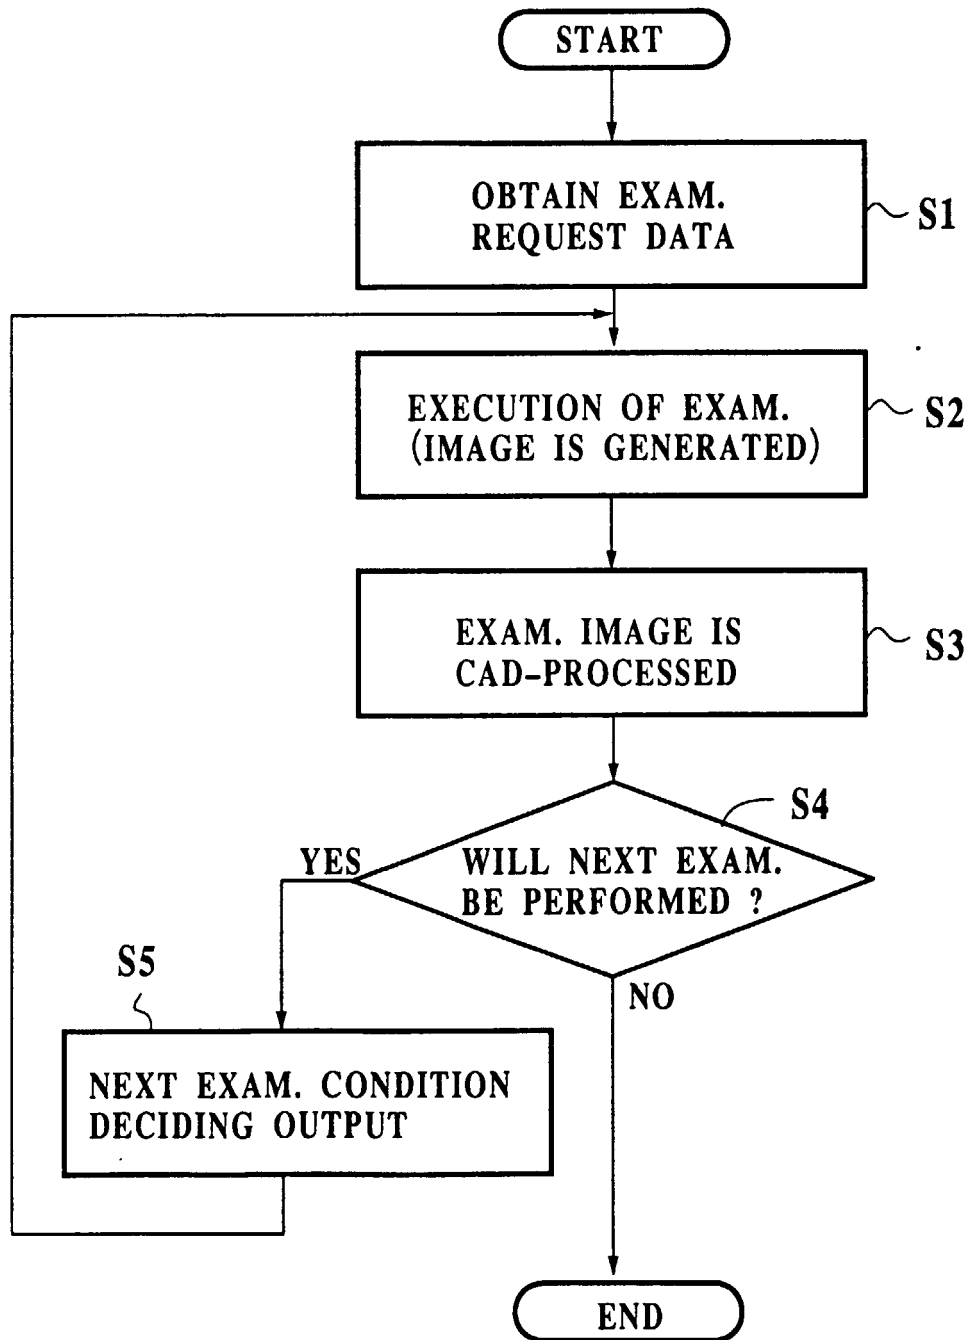 START
OBTAIN EXAM.
REQUEST DATA
S1
EXECUTION OF EXAM.
(IMAGE IS GENERATED)
S2
EXAM. IMAGE IS
CAD-PROCESSED
S3
S4
YES
WILL NEXT EXAM.
BE PERFORMED ?
NO
S5
NEXT EXAM. CONDITION
DECIDING OUTPUT
END